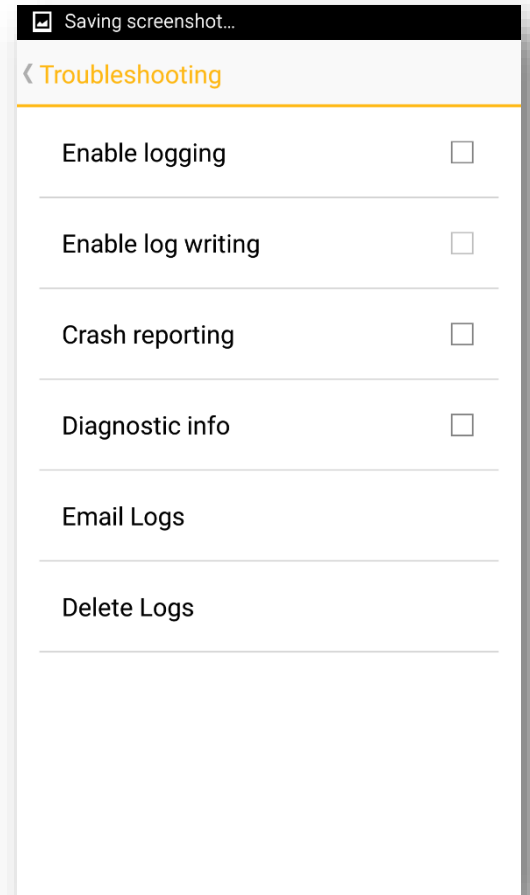 Saving screenshot...
Troubleshooting
Enable logging
Enable log writing
Crash reporting
Diagnostic info
Email Logs
Delete Logs